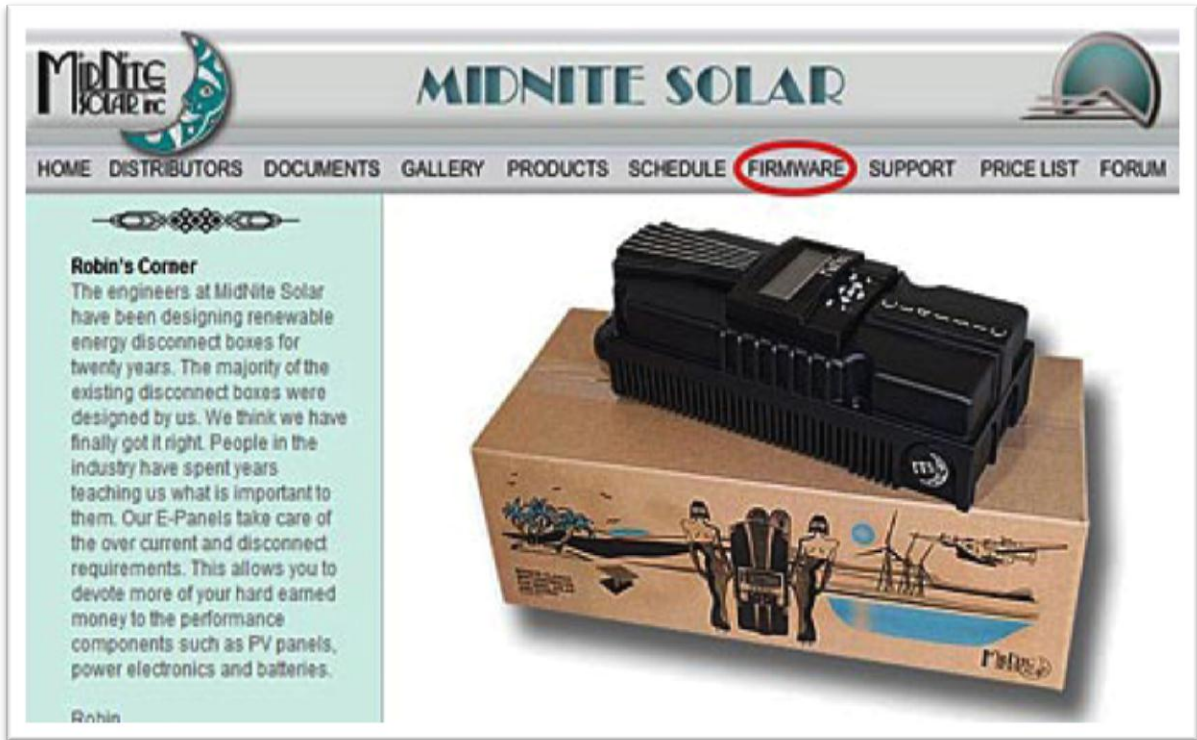 MIDNITE
SOLAR INC
MIDNITE SOLAR
HOME DISTRIBUTORS DOCUMENTS GALLERY PRODUCTS SCHEDULE FIRMWARE SUPPORT PRICE LIST FORUM
Robin's Corner
The engineers at MidNite Solar
have been designing renewable
energy disconnect boxes for
twenty years. The majority of the
existing disconnect boxes were
designed by us. We think we have
finally got it right. People in the
industry have spent years
teaching us what is important to
them. Our E-Panels take care of
the over current and disconnect
requirements. This allows you to
devote more of your hard earned
money to the performance
components such as PV panels,
power electronics and batteries.
Robin
CLASSIC
MidNite